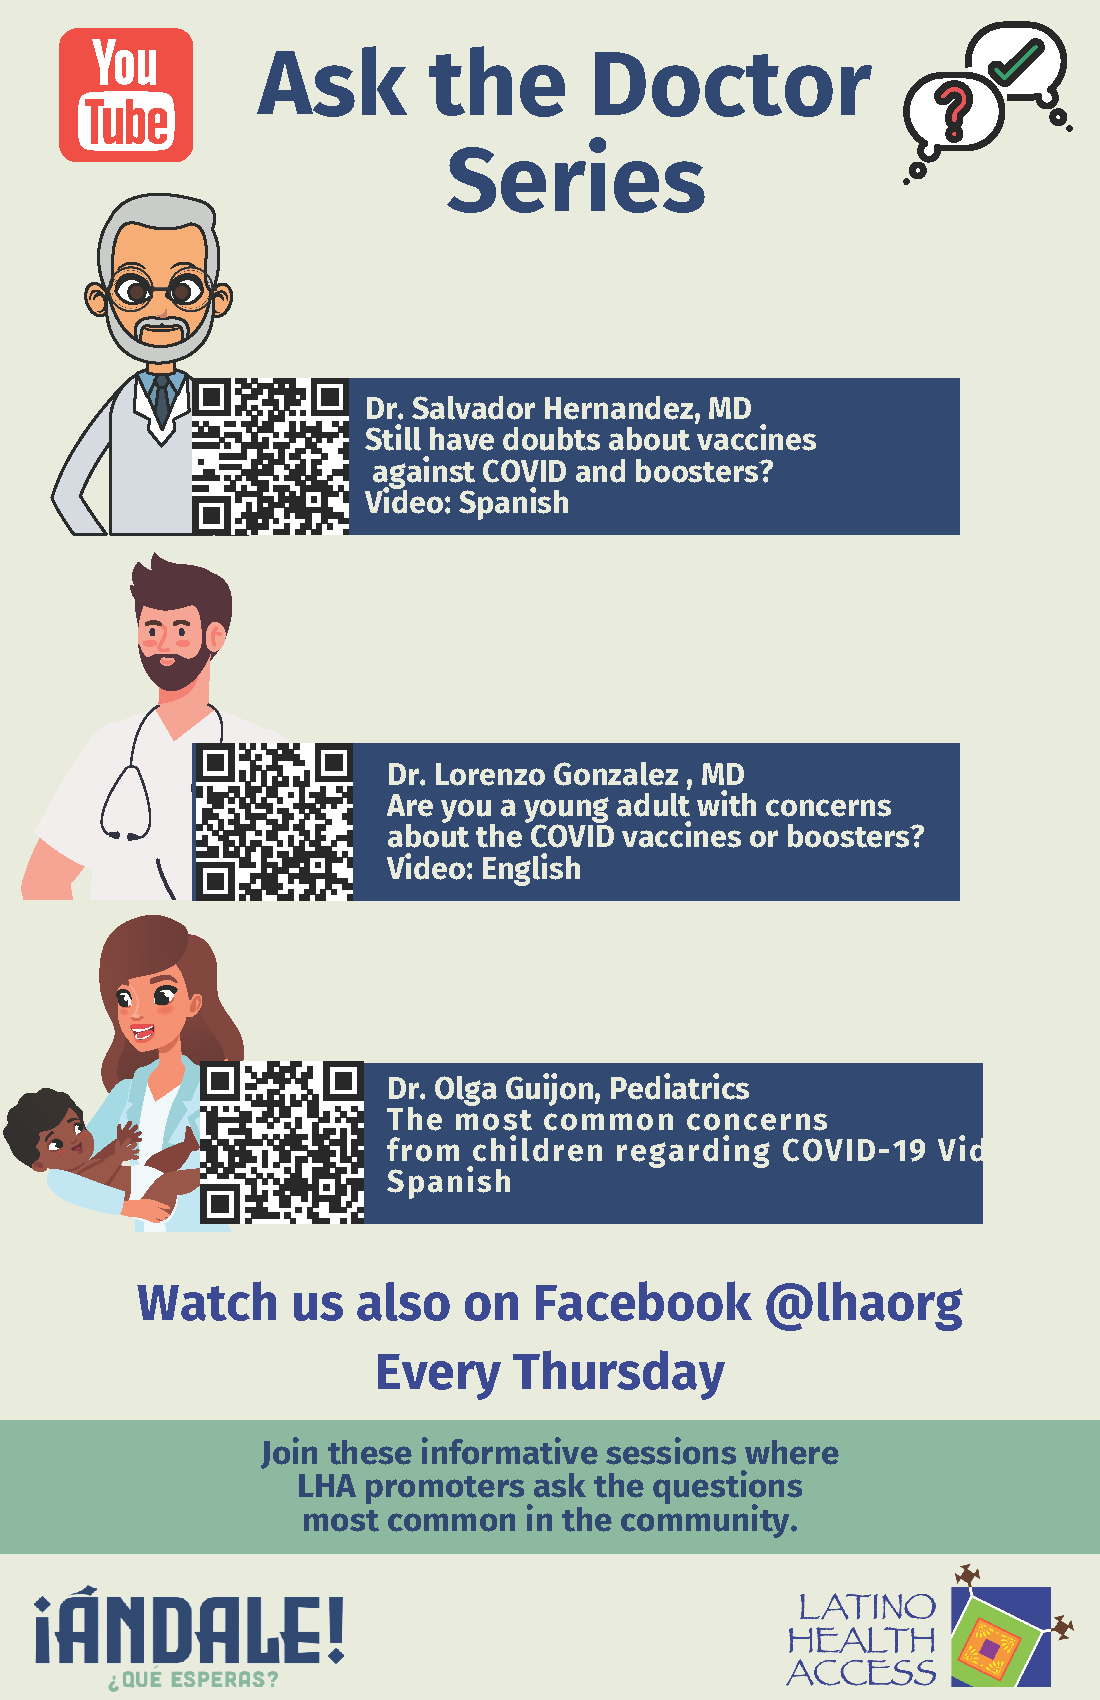 You
Tube
Ask the Doctor
Series
?
Dr. Salvador Hernandez, MD
Still have doubts about vaccines
against COVID and boosters?
Video: Spanish
Dr. Lorenzo Gonzalez , MD
Are you a young adult with concerns
about the COVID vaccines or boosters?
Video: English
Dr. Olga Guijon, Pediatrics
The most common concerns
from children regarding COVID-19 Vid
Spanish
Watch us also on Facebook @lhaorg
Every Thursday
Join these informative sessions where
LHA promoters ask the questions
most common in the community.
¡ÁNDALE!
¿QUÉ ESPERAS?
LATINO
HEALTH
ACCESS